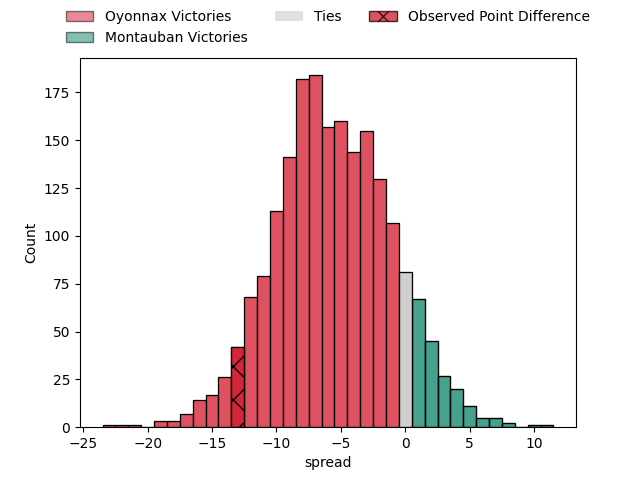 Oyonnax Victories
Ties
Observed Point Difference
Montauban Victories
175
150
125
100
75
50
25
0
Count
−25
−20
−15
−10
−5
0
5
10
spread